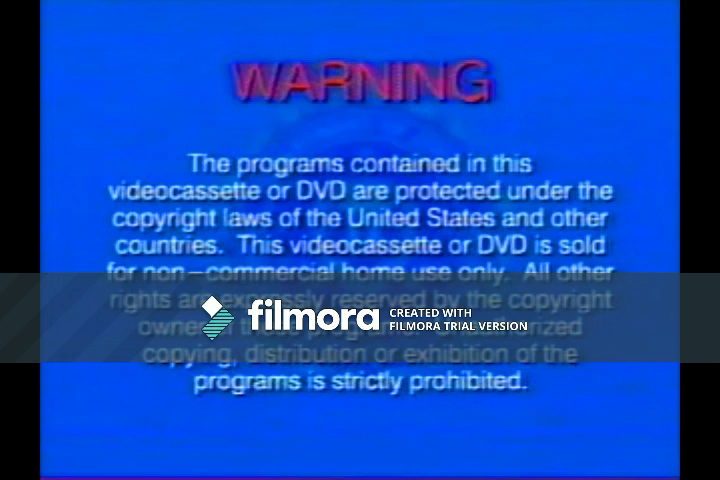 WARNING
The programs contained in this
videocassette or DVD are protected under the
copyright laws of the United States and other
countries. This videocassette or DVD is sold
for non-commercial home use only. All other
rights are expressly reserved by the copyright
filmora
CREATED WITH
FILMORA TRIAL VERSION
copying, distribution or exhibition of the
programs is strictly prohibited.